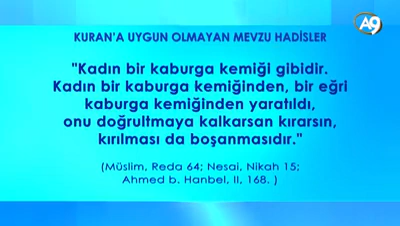 A9
KURAN'A UYGUN OLMAYAN MEVZU HADİSLER
"Kadın bir kaburga kemiği gibidir.
Kadın bir kaburga kemiğinden, bir eğri
kaburga kemiğinden yaratıldı,
onu doğrultmaya kalkarsan kırarsın,
kırılması da boşanmasıdır."
(Müslim, Reda 64; Nesai, Nikah 15;
Ahmed b. Hanbel, II, 168. )